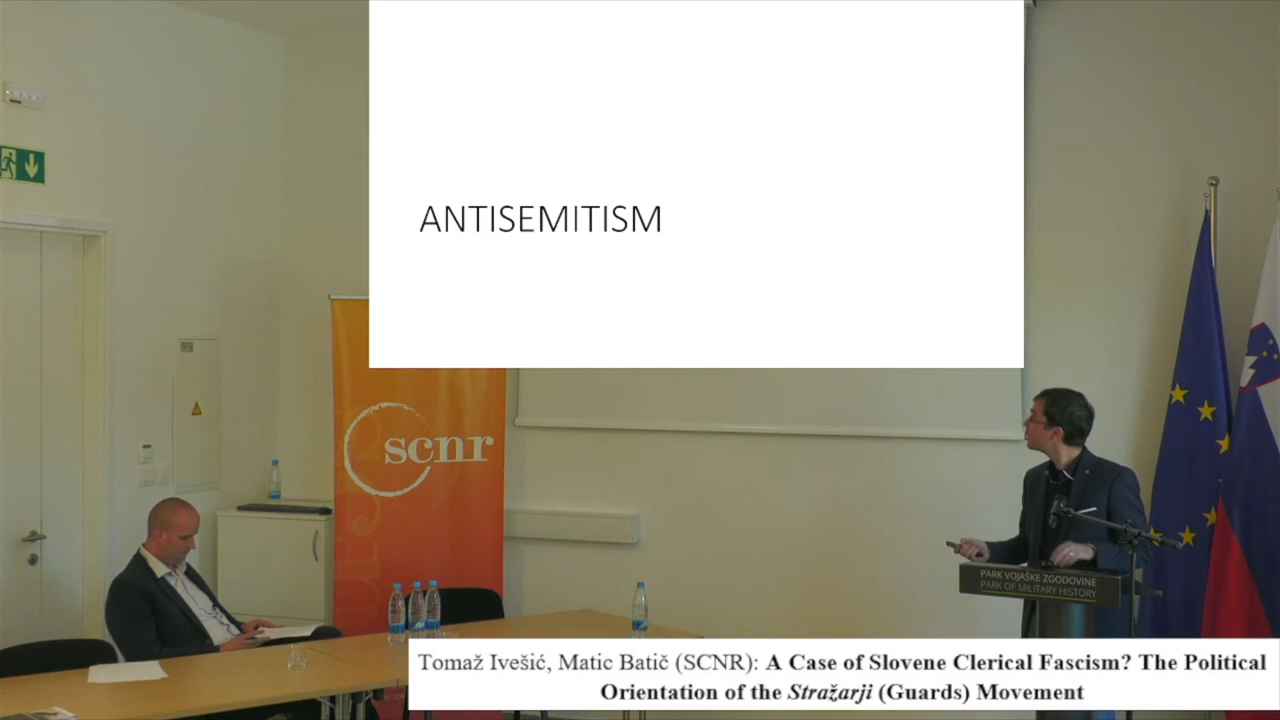 ANTISEMITISM
scnr
PARK VOJAŠKE ZGODOVINE
PARK OF MILITARY HISTORY
Tomaž Ivešić, Matic Batič (SCNR): A Case of Slovene Clerical Fascism? The Political
Orientation of the Stražarji (Guards) Movement